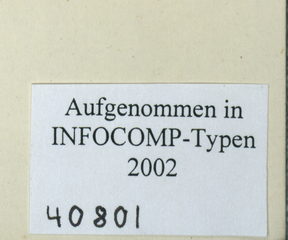 Aufgenommen in
INFOCOMP-Typen
2002
40801